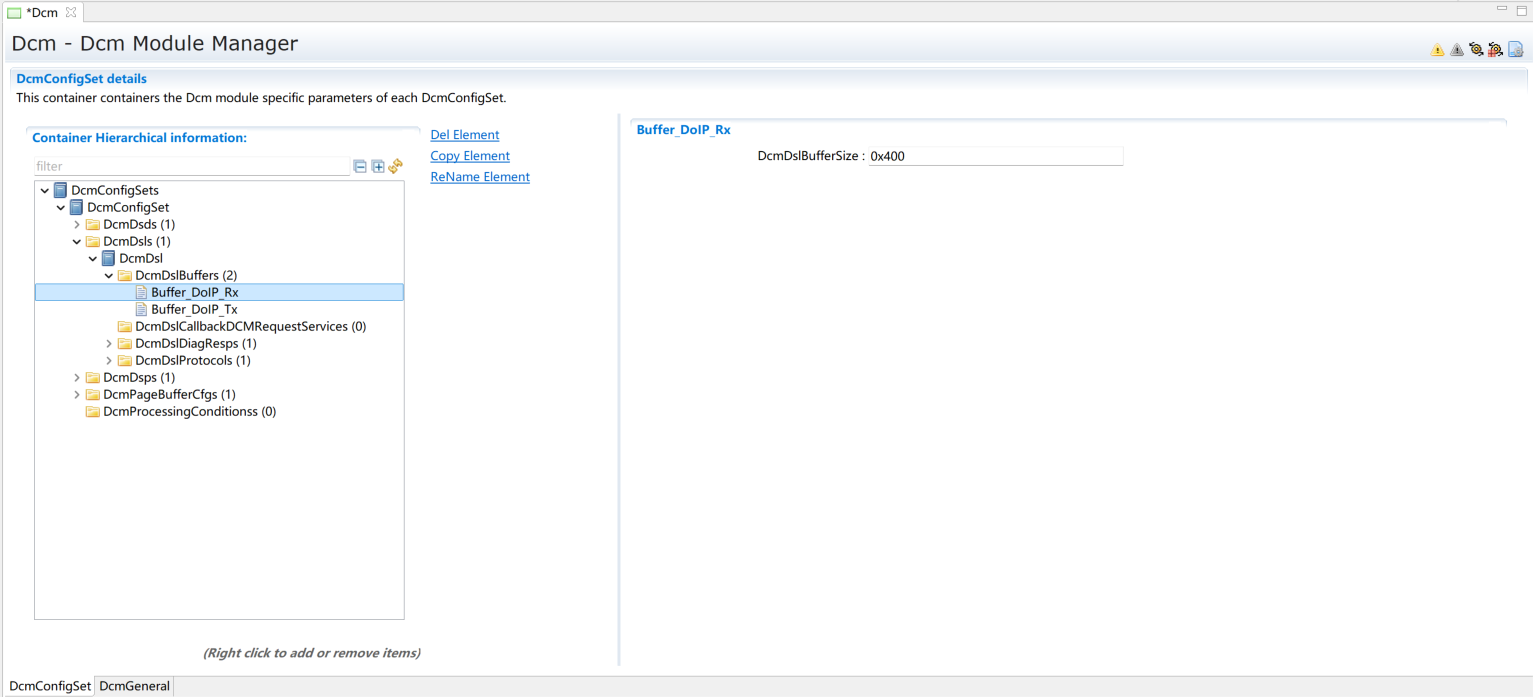 *Dcm
Dcm - Dcm Module Manager
DcmConfigSet details
This container containers the Dcm module specific parameters of each DcmConfigSet.
Container Hierarchical information:
filter
DcmConfigSets
DcmConfigSet
DcmDsds (1)
DcmDsls (1)
DcmDsl
DcmDslBuffers (2)
Buffer_DoIP_Rx
Buffer_DoIP_Tx
DcmDslCallbackDCMRequestServices (0)
DcmDslDiagResps (1)
DcmDslProtocols (1)
DcmDsps (1)
DcmPageBufferCfgs (1)
DcmProcessingConditionss (0)
(Right click to add or remove items)
Del Element
Copy Element
ReName Element
Buffer_DoIP_Rx
DcmDslBufferSize : 0x400
DcmConfigSet DcmGeneral